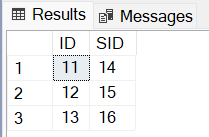 Results Messages
ID SID
1 11 14
2 12 15
3 13 16